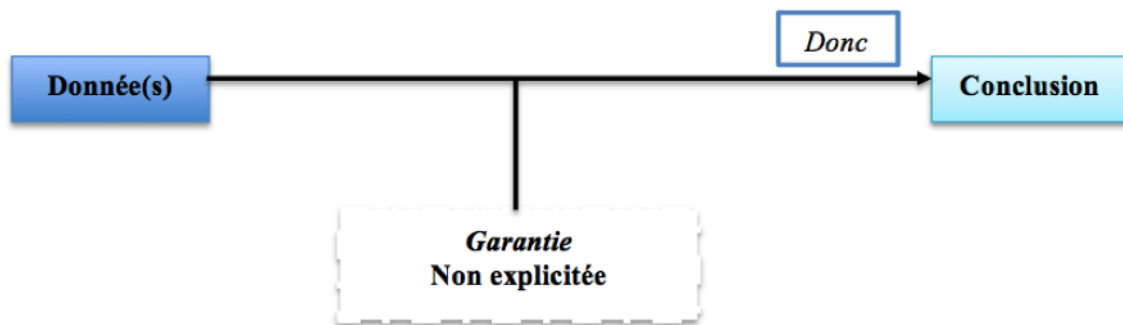 Donc
Donnée(s)
Conclusion
Garantie
Non explicitée